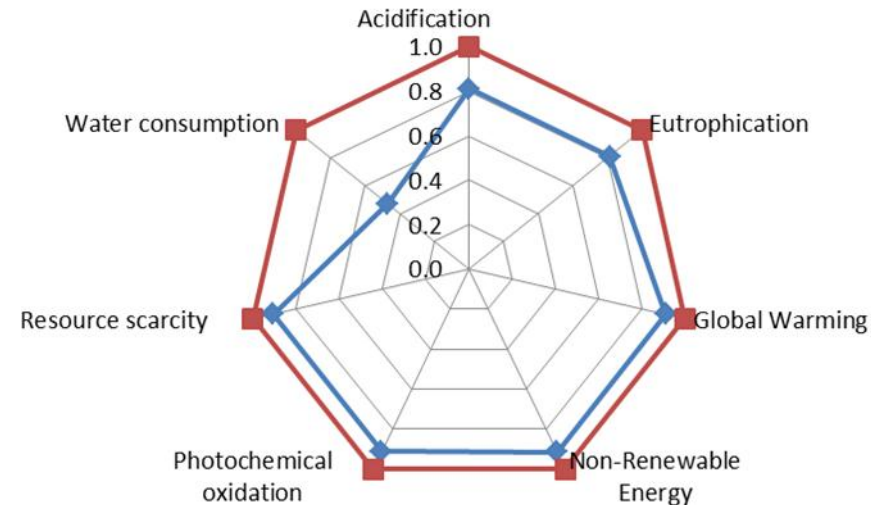 Acidification
1.0
0.8
Water consumption
Eutrophication
0.6
0.4
0.2
0.0
Resource scarcity
Global Warming
Photochemical
oxidation
Non-Renewable
Energy